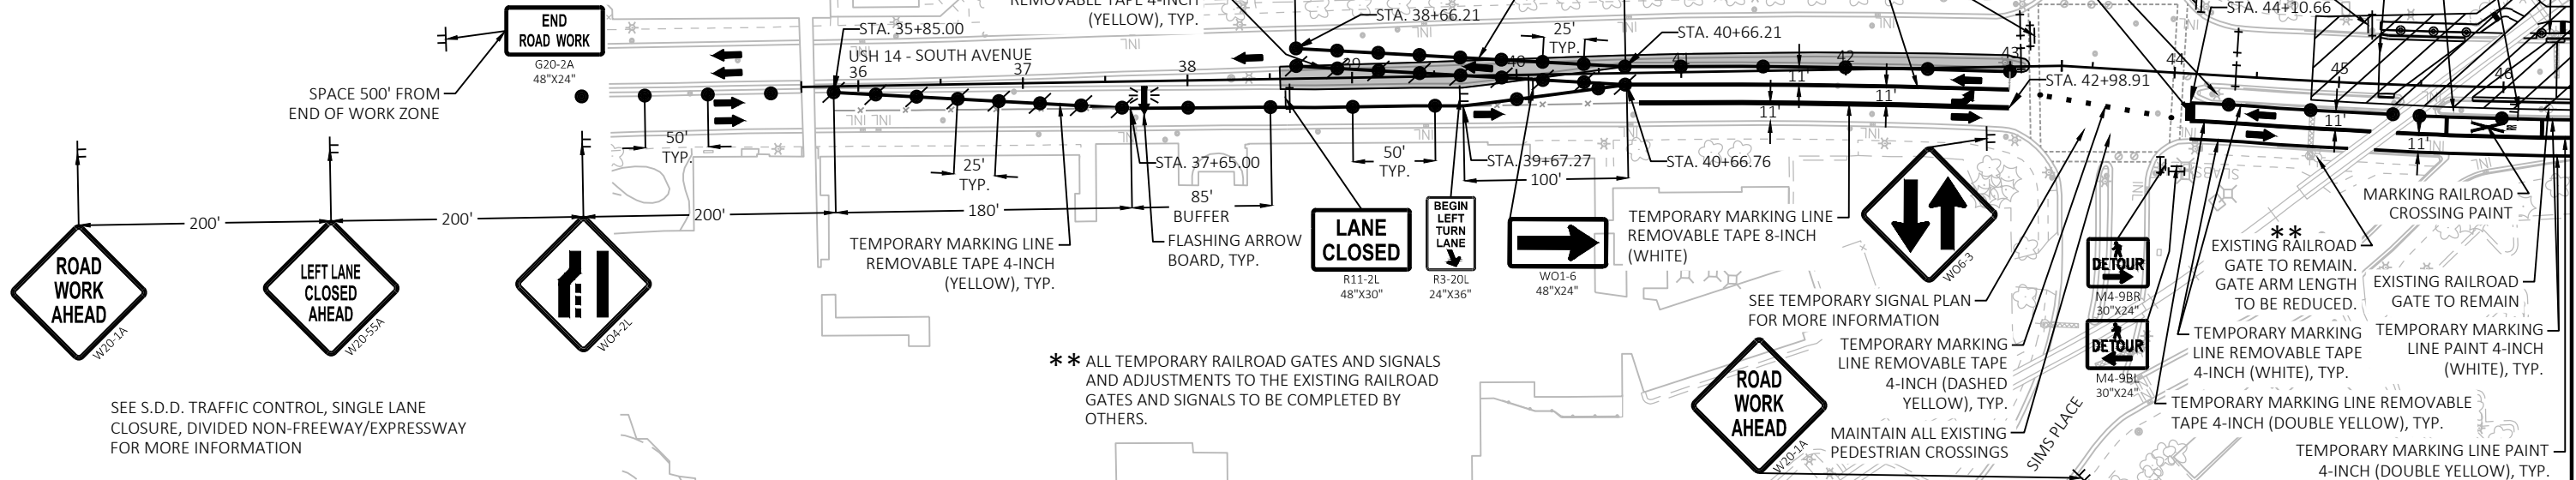 REMOVABLE TAPE 4-INCH
(YELLOW), TYP.
END
ROAD WORK
G20-2A
48"X24"
SPACE 500' FROM
END OF WORK ZONE
STA. 35+85.00
USH 14 - SOUTH AVENUE
36
37
38
39
40
41
42
43
44
45
46
STA. 38+66.21
25'
TYP.
STA. 40+66.21
STA. 44+10.66
STA. 42+98.91
11'
11'
11'
11'
11'
50'
TYP.
25'
TYP.
STA. 37+65.00
50'
TYP.
STA. 39+67.27
STA. 40+66.76
100'
200'
200'
200'
180'
85'
BUFFER
FLASHING ARROW
BOARD, TYP.
TEMPORARY MARKING LINE
REMOVABLE TAPE 4-INCH
(YELLOW), TYP.
ROAD
WORK
AHEAD
W20-1A
LEFT LANE
CLOSED
AHEAD
W20-55A
WO4-2L
LANE
CLOSED
R11-2L
48"X30"
BEGIN
LEFT
TURN
LANE
R3-20L
24"X36"
WO1-6
48"X24"
TEMPORARY MARKING LINE
REMOVABLE TAPE 8-INCH
(WHITE)
WO6-3
SEE TEMPORARY SIGNAL PLAN
FOR MORE INFORMATION
TEMPORARY MARKING
LINE REMOVABLE TAPE
4-INCH (DASHED
YELLOW), TYP.
MAINTAIN ALL EXISTING
PEDESTRIAN CROSSINGS
ROAD
WORK
AHEAD
W20-1A
SIMS PLACE
DETOUR
M4-9BR
30"X24"
DETOUR
M4-9BL
30"X24"
MARKING RAILROAD
CROSSING PAINT
**
EXISTING RAILROAD
GATE TO REMAIN.
GATE ARM LENGTH
TO BE REDUCED.
EXISTING RAILROAD
GATE TO REMAIN
TEMPORARY MARKING
LINE REMOVABLE TAPE
4-INCH (WHITE), TYP.
TEMPORARY MARKING
LINE PAINT 4-INCH
(WHITE), TYP.
TEMPORARY MARKING LINE REMOVABLE
TAPE 4-INCH (DOUBLE YELLOW), TYP.
TEMPORARY MARKING LINE PAINT
4-INCH (DOUBLE YELLOW), TYP.
** ALL TEMPORARY RAILROAD GATES AND SIGNALS
AND ADJUSTMENTS TO THE EXISTING RAILROAD
GATES AND SIGNALS TO BE COMPLETED BY
OTHERS.
SEE S.D.D. TRAFFIC CONTROL, SINGLE LANE
CLOSURE, DIVIDED NON-FREEWAY/EXPRESSWAY
FOR MORE INFORMATION